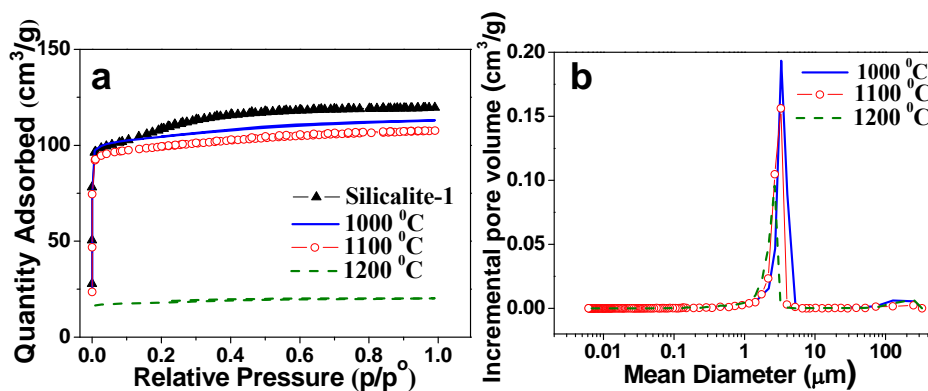 a
Quantity Adsorbed (cm³/g)
150
125
100
75
50
25
0
Silicalite-1
1000 ⁰C
1100 ⁰C
1200 ⁰C
0.0 0.2 0.4 0.6 0.8 1.0
Relative Pressure (p/p°)
b
Incremental pore volume (cm³/g)
0.20
0.15
0.10
0.05
0.00
1000 ⁰C
1100 ⁰C
1200 ⁰C
0.01 0.1 1 10 100
Mean Diameter (μm)